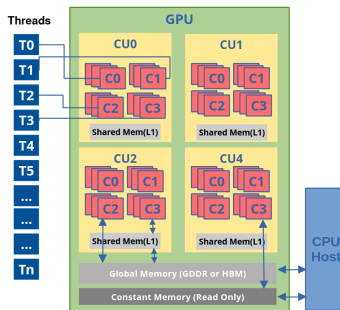 Threads
GPU
T0
T1
T2
T3
T4
T5
...
...
...
Tn
CU0
C0
C1
C2
C3
Shared Mem(L1)
CU1
C0
C1
C2
C3
Shared Mem(L1)
CU2
C0
C1
C2
C3
Shared Mem(L1)
CU4
C0
C1
C2
C3
Shared Mem(L1)
Global Memory (GDDR or HBM)
Constant Memory (Read Only)
CPU
Host